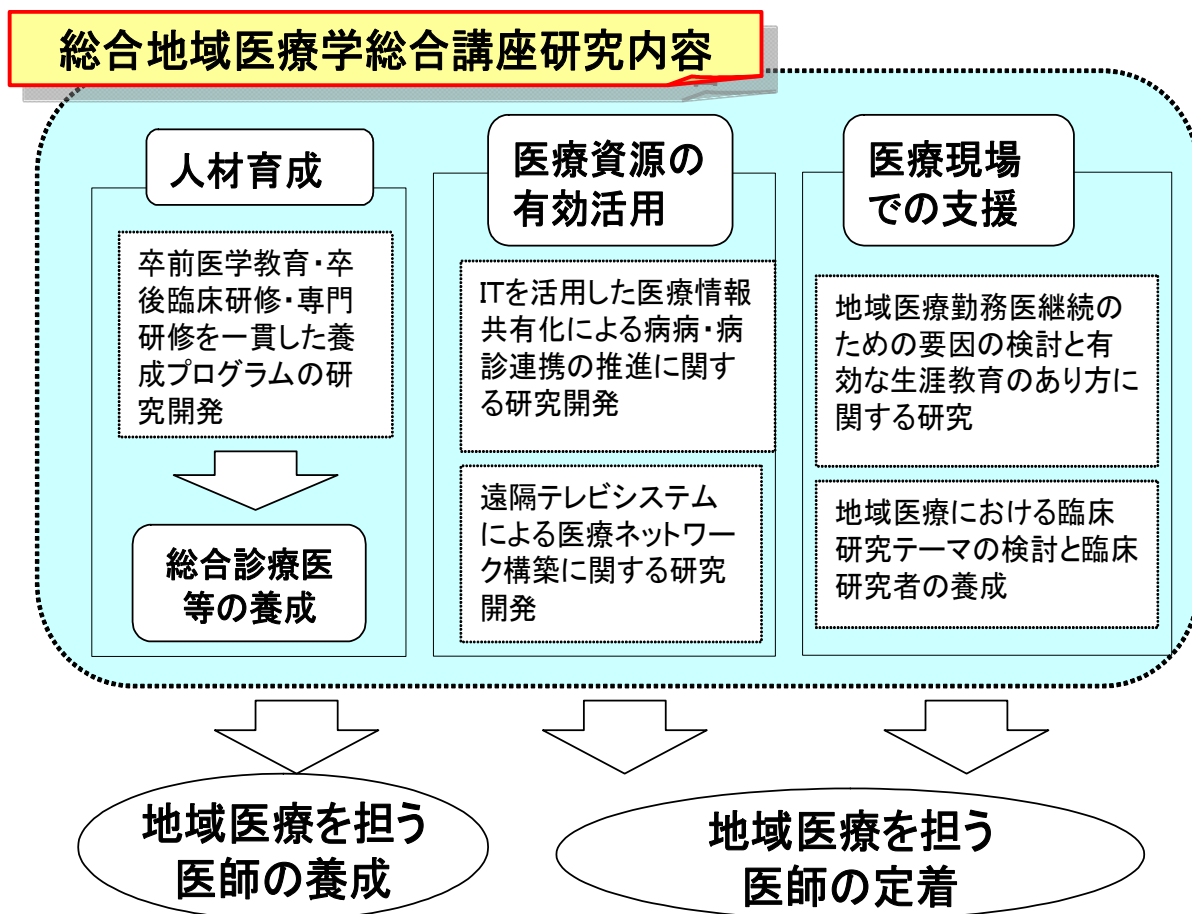 総合地域医療学総合講座研究内容
人材育成
卒前医学教育・卒
後臨床研修・専門
研修を一貫した養
成プログラムの研
究開発
総合診療医
等の養成
医療資源の
有効活用
ITを活用した医療情報
共有化による病病・病
診連携の推進に関す
る研究開発
遠隔テレビシステム
による医療ネットワー
ク構築に関する研究
開発
医療現場
での支援
地域医療勤務医継続の
ための要因の検討と有
効な生涯教育のあり方に
関する研究
地域医療における臨床
研究テーマの検討と臨床
研究者の養成
地域医療を担う
医師の養成
地域医療を担う
医師の定着